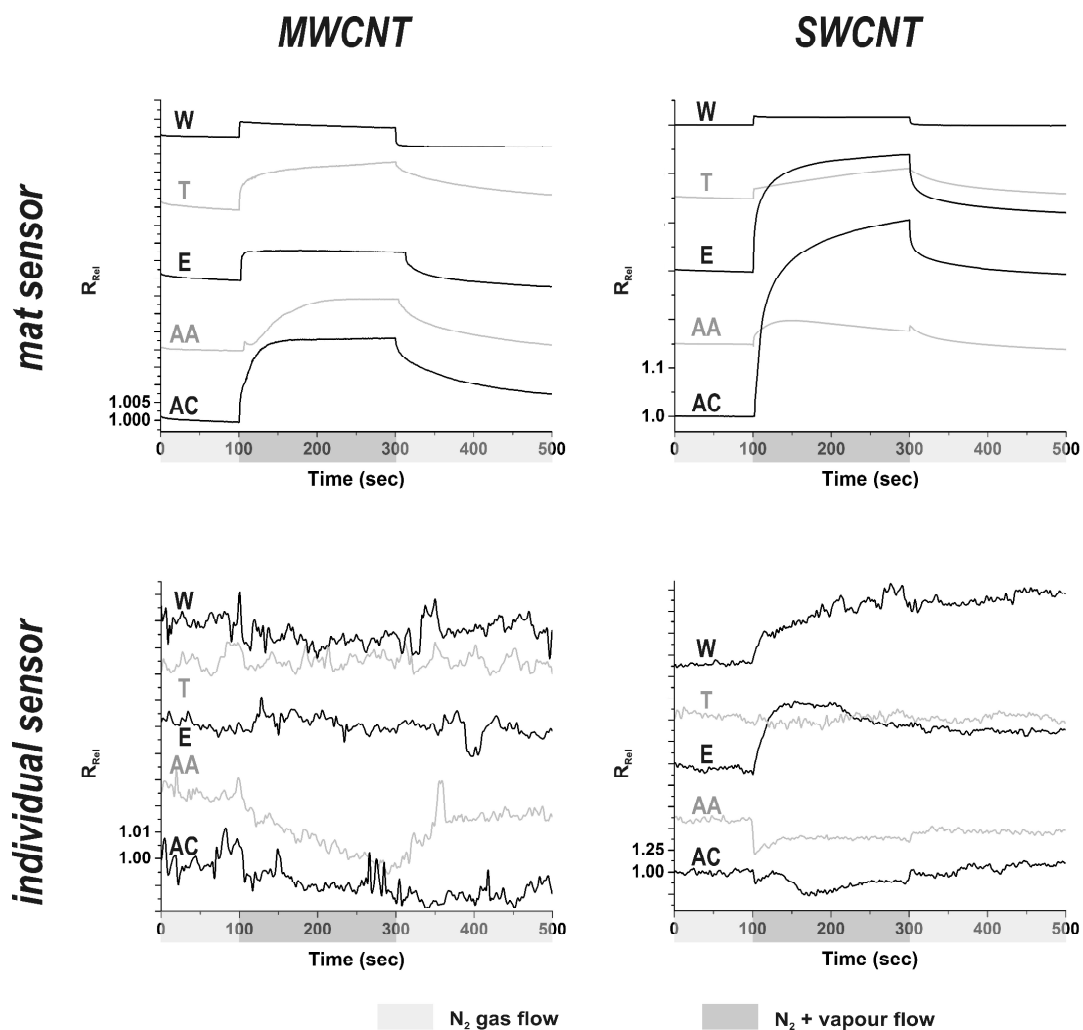 MWCNT SWCNT
mat sensor
W
T
E
AA
AC
R_Rel
1.005
1.000
0 100 200 300 400 500
Time (sec)
W
T
E
AA
AC
R_Rel
1.1
1.0
0 100 200 300 400 500
Time (sec)
individual sensor
W
T
E
AA
AC
R_Rel
1.01
1.00
0 100 200 300 400 500
Time (sec)
W
T
E
AA
AC
R_Rel
1.25
1.00
0 100 200 300 400 500
Time (sec)
N₂ gas flow N₂ + vapour flow